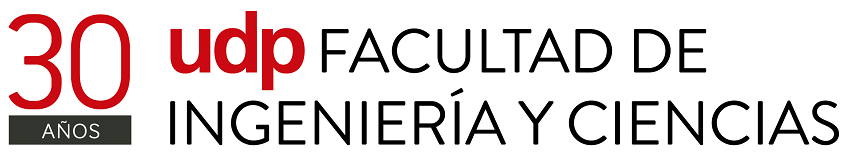 30
AÑOS
udp FACULTAD DE
INGENIERÍA Y CIENCIAS